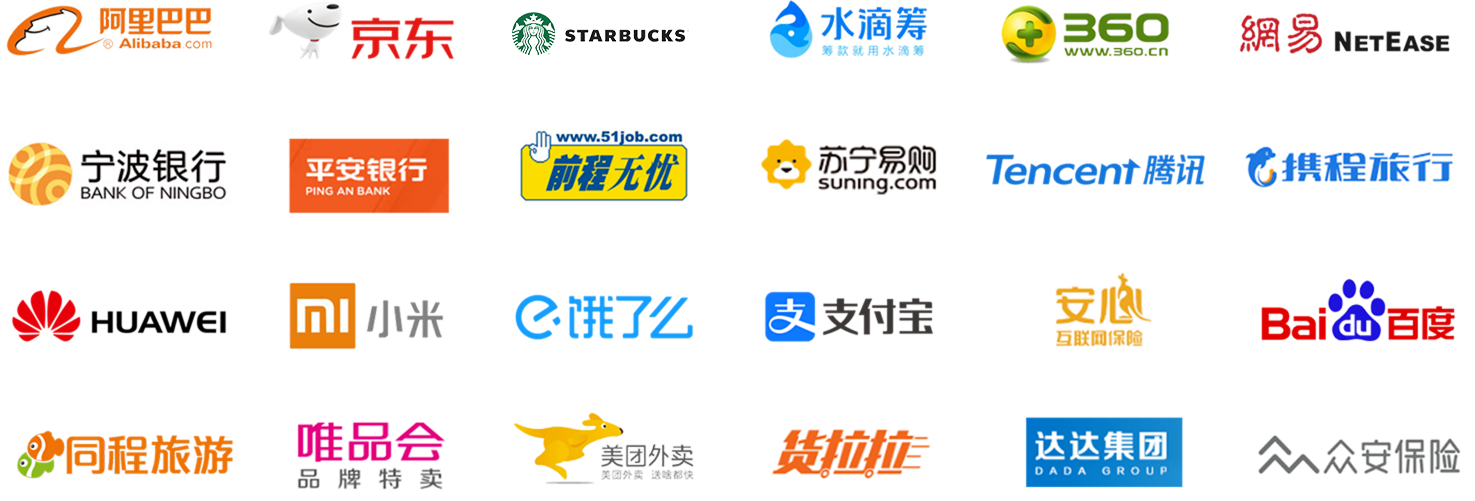 阿里巴巴
® Alibaba.com
京东
STARBUCKS
水滴筹
筹款就用水滴筹
360
www.360.cn
網易 NETEASE
宁波银行
BANK OF NINGBO
平安银行
PING AN BANK
www.51job.com
前程无忧
苏宁易购
suning.com
Tencent 腾讯
携程旅行
HUAWEI
mi 小米
e 饿了么
支 支付宝
安心
互联网保险
Bai du 百度
同程旅游
唯品会
品牌特卖
美团外卖
美团外卖 送啥都快
货拉拉
达达集团
DADA GROUP
众安保险